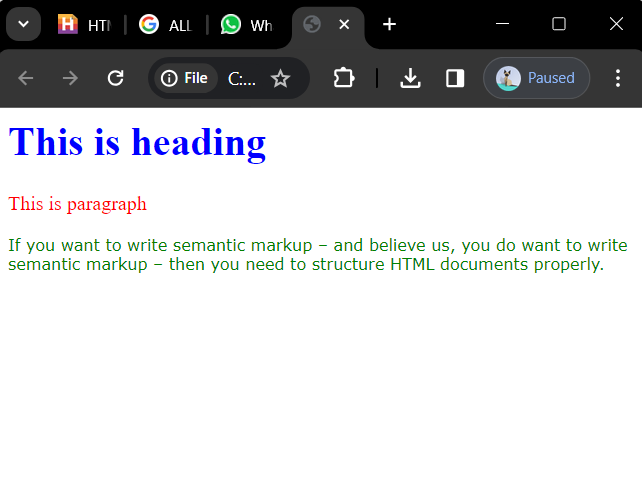 HTM ALL Wh
File C:... Paused
This is heading
This is paragraph
If you want to write semantic markup – and believe us, you do want to write
semantic markup – then you need to structure HTML documents properly.